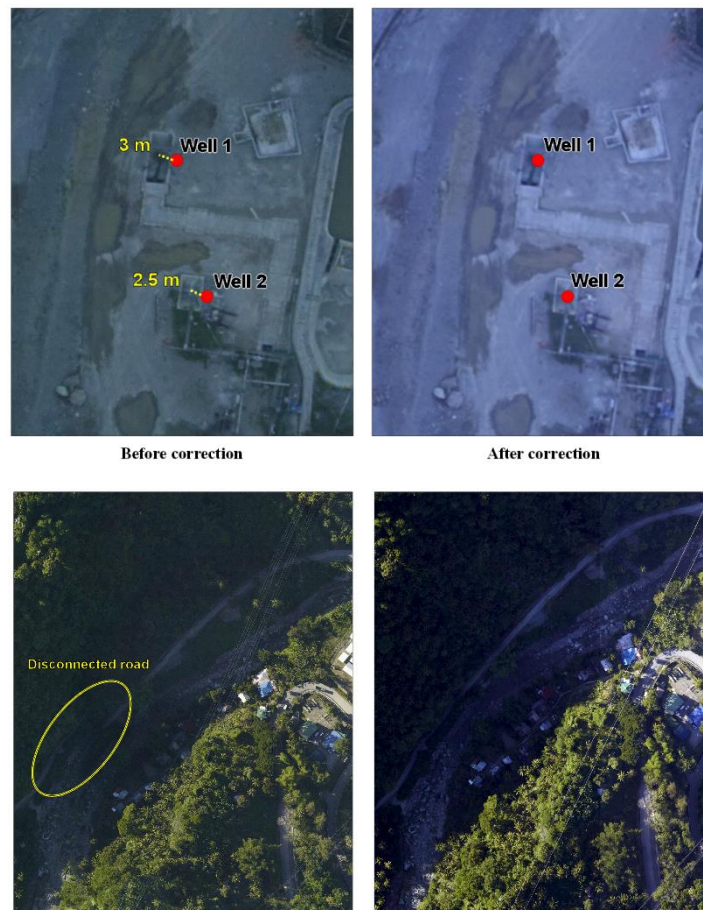 3 m
Well 1
2.5 m
Well 2
Well 1
Well 2
Before correction
After correction
Disconnected road